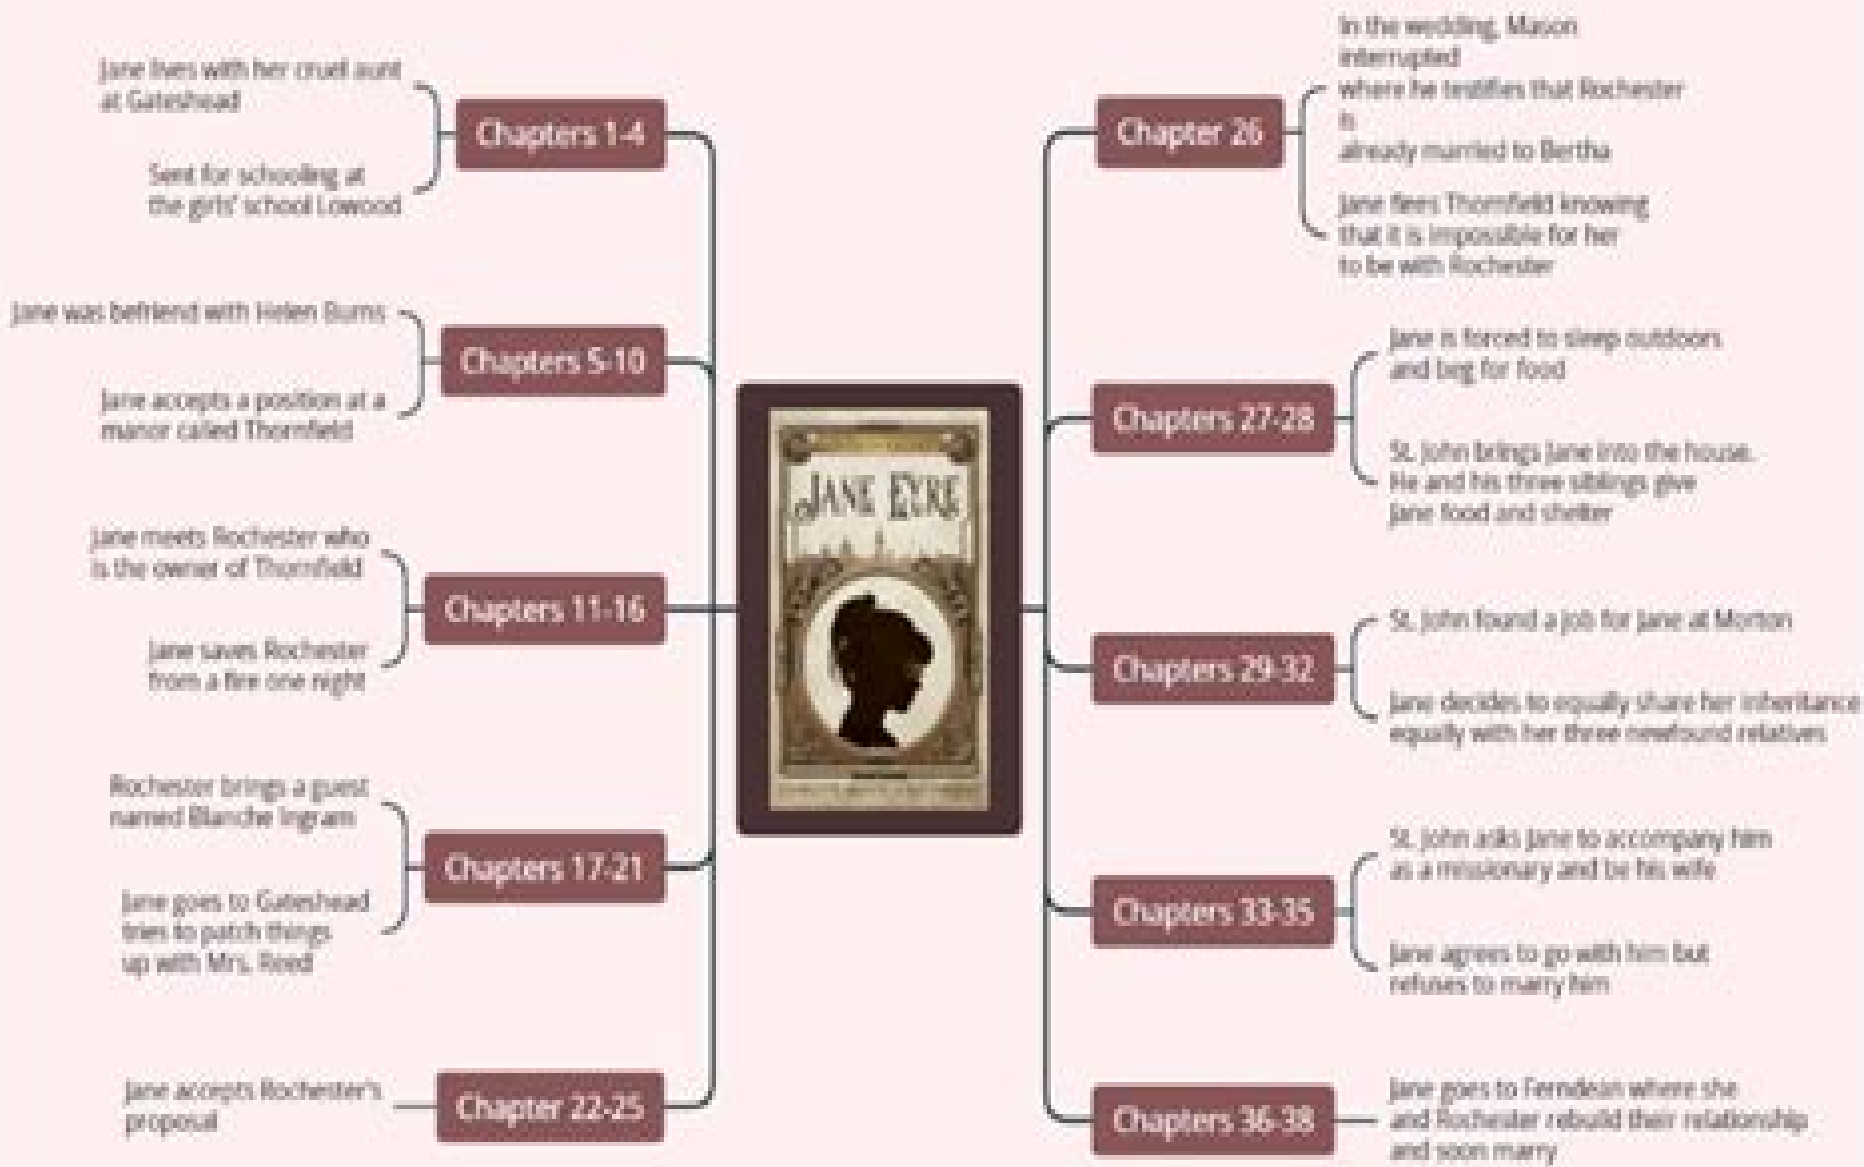 Jane lives with her cruel aunt
at Gateshead
Chapters 1-4
Sent for schooling at
the girls' school Lowood
Jane was befriend with Helen Burns
Chapters 5-10
Jane accepts a position at a
manor called Thornfield
Jane meets Rochester who
is the owner of Thornfield
Chapters 11-16
Jane saves Rochester
from a fire one night
Rochester brings a guest
named Blanche Ingram
Chapters 17-21
Jane goes to Gateshead
tries to patch things
up with Mrs. Reed
Jane accepts Rochester's
proposal
Chapter 22-25
JANE EYRE
In the wedding, Mason
interrupted
where he testifies that Rochester
is
already married to Bertha
Chapter 26
Jane flees Thornfield knowing
that it is impossible for her
to be with Rochester
Jane is forced to sleep outdoors
and beg for food
Chapters 27-28
St. John brings Jane into the house.
He and his three siblings give
Jane food and shelter
St. John found a job for Jane at Morton
Chapters 29-32
Jane decides to equally share her inheritance
equally with her three newfound relatives
St. John asks Jane to accompany him
as a missionary and be his wife
Chapters 33-35
Jane agrees to go with him but
refuses to marry him
Chapters 36-38
Jane goes to Ferndean where she
and Rochester rebuild their relationship
and soon marry